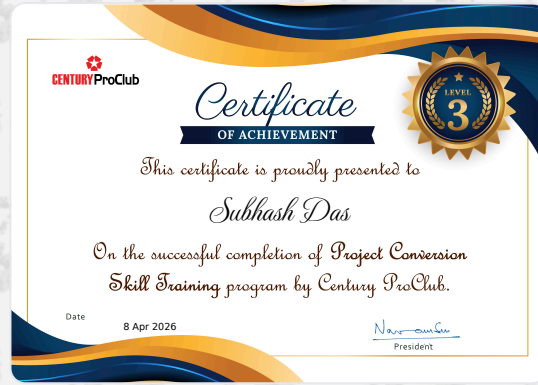 CENTURY ProClub
Certificate
OF ACHIEVEMENT
LEVEL
3
This certificate is proudly presented to
Subhash Das
On the successful completion of Project Conversion
Skill Training program by Century ProClub.
Date
8 Apr 2026
President